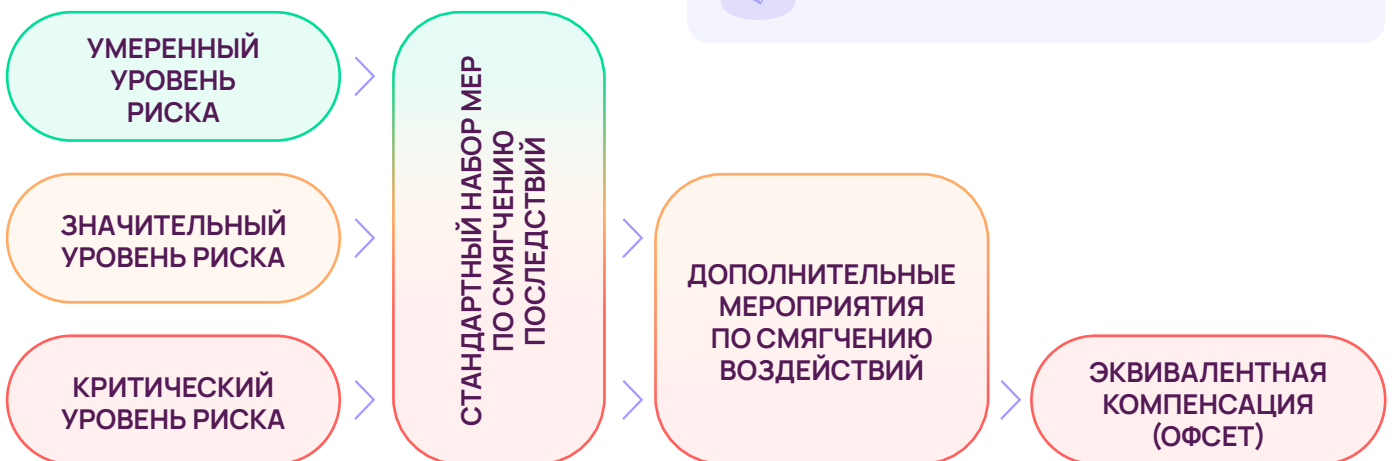 УМЕРЕННЫЙ
УРОВЕНЬ
РИСКА
ЗНАЧИТЕЛЬНЫЙ
УРОВЕНЬ РИСКА
КРИТИЧЕСКИЙ
УРОВЕНЬ РИСКА
СТАНДАРТНЫЙ НАБОР МЕР
ПО СМЯГЧЕНИЮ
ПОСЛЕДСТВИЙ
ДОПОЛНИТЕЛЬНЫЕ
МЕРОПРИЯТИЯ
ПО СМЯГЧЕНИЮ
ВОЗДЕЙСТВИЙ
ЭКВИВАЛЕНТНАЯ
КОМПЕНСАЦИЯ
(ОФСЕТ)